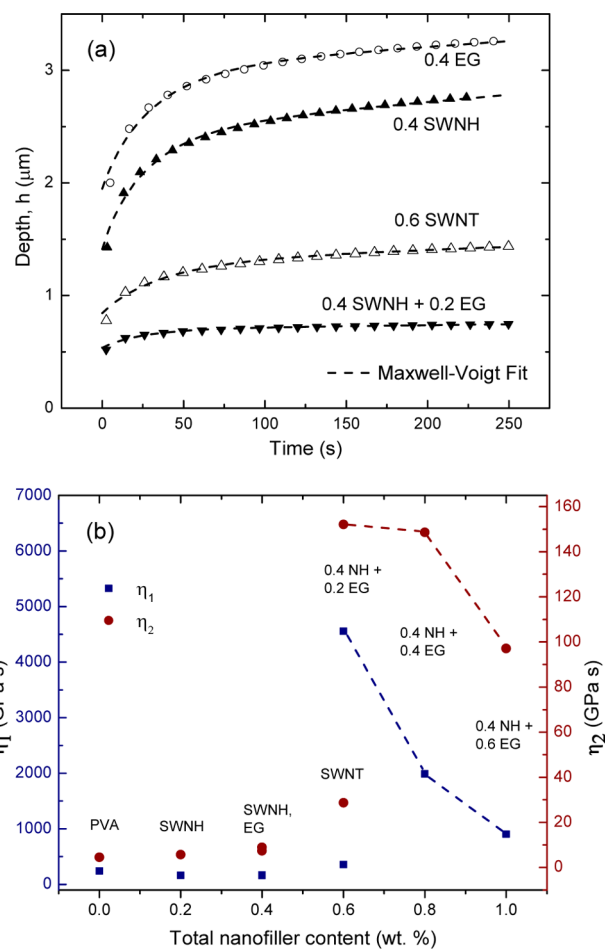 (a)
0.4 EG
0.4 SWNH
0.6 SWNT
0.4 SWNH + 0.2 EG
Maxwell-Voigt Fit
Depth, h (μm)
3
2
1
0
0 50 100 150 200 250
Time (s)
(b)
7000
6000
5000
4000
3000
2000
1000
0
160
140
120
100
80
60
40
20
0
η1
η2
0.4 NH +
0.2 EG
0.4 NH +
0.4 EG
0.4 NH +
0.6 EG
PVA
SWNH
SWNH,
EG
SWNT
η1 (GPa s)
η2 (GPa s)
0.0 0.2 0.4 0.6 0.8 1.0
Total nanofiller content (wt. %)